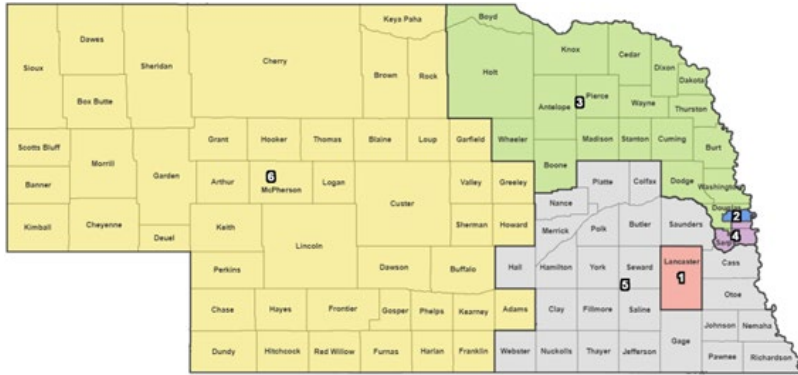 Keya Paha
Boyd
Dawes
Sioux
Sheridan
Cherry
Knox
Cedar
Dixon
Dakota
Brown
Rock
Holt
Box Butte
Antelope
Pierce
3
Wayne
Thurston
Grant
Hooker
Thomas
Blaine
Loup
Garfield
Wheeler
Madison
Stanton
Cuming
Burt
Scotts Bluff
Morrill
Garden
Boone
Banner
Arthur
6
McPherson
Logan
Custer
Valley
Greeley
Platte
Colfax
Dodge
Washington
Nance
Douglas
2
Kimball
Cheyenne
Deuel
Keith
Lincoln
Sherman
Howard
Merrick
Polk
Butler
Saunders
4
Perkins
Dawson
Buffalo
Hall
Hamilton
York
Seward
Lancaster
1
Cass
5
Otoe
Chase
Hayes
Frontier
Gosper
Phelps
Kearney
Adams
Clay
Fillmore
Saline
Johnson
Nemaha
Gage
Dundy
Hitchcock
Red Willow
Furnas
Harlan
Franklin
Webster
Nuckolls
Thayer
Jefferson
Pawnee
Richardson